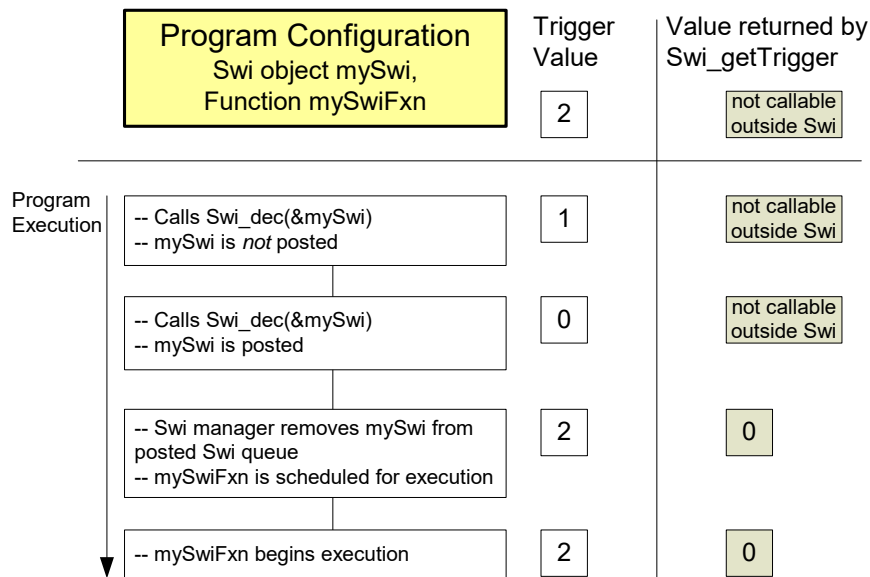 Program Configuration
Swi object mySwi,
Function mySwiFxn
Trigger
Value
Value returned by
Swi_getTrigger
2
not callable
outside Swi
Program
Execution
-- Calls Swi_dec(&mySwi)
-- mySwi is not posted
1
not callable
outside Swi
-- Calls Swi_dec(&mySwi)
-- mySwi is posted
0
not callable
outside Swi
-- Swi manager removes mySwi from
posted Swi queue
-- mySwiFxn is scheduled for execution
2
0
-- mySwiFxn begins execution
2
0